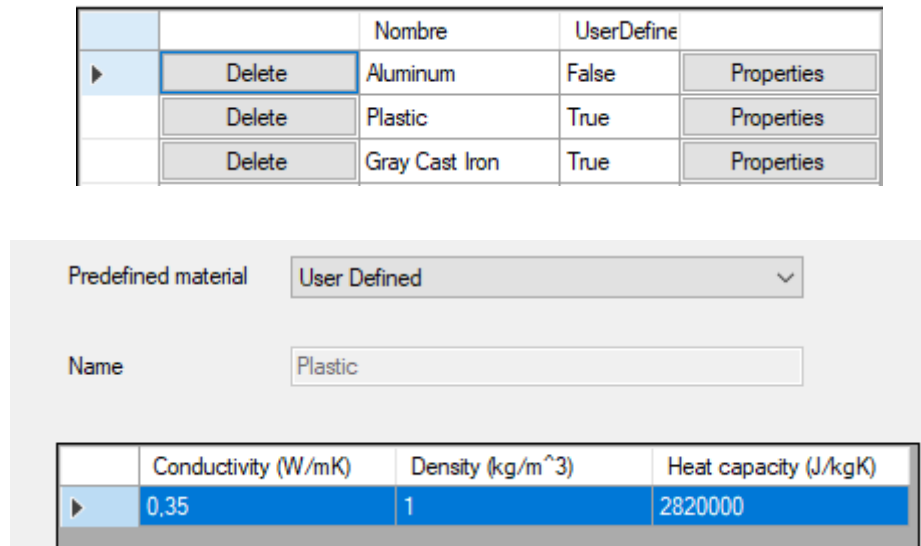 Nombre UserDefine
Delete Aluminum False Properties
Delete Plastic True Properties
Delete Gray Cast Iron True Properties
Predefined material User Defined
Name Plastic
Conductivity (W/mK) Density (kg/m^3) Heat capacity (J/kgK)
0,35 1 2820000